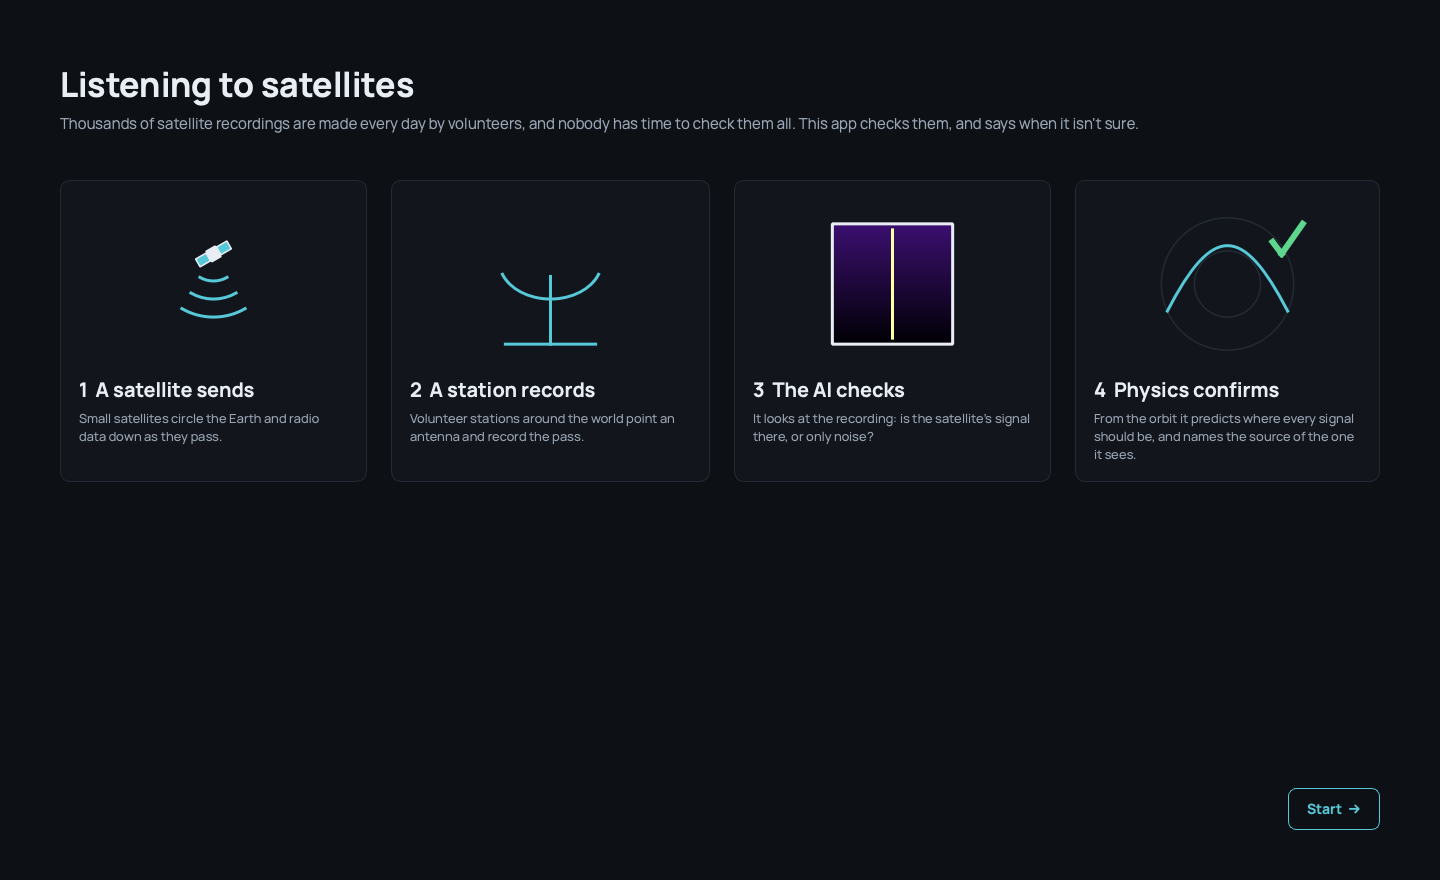 Listening to satellites
Thousands of satellite recordings are made every day by volunteers, and nobody has time to check them all. This app checks them, and says when it isn't sure.
1 A satellite sends
Small satellites circle the Earth and radio
data down as they pass.
2 A station records
Volunteer stations around the world point an
antenna and record the pass.
3 The AI checks
It looks at the recording: is the satellite's signal
there, or only noise?
4 Physics confirms
From the orbit it predicts where every signal
should be, and names the source of the one
it sees.
Start →